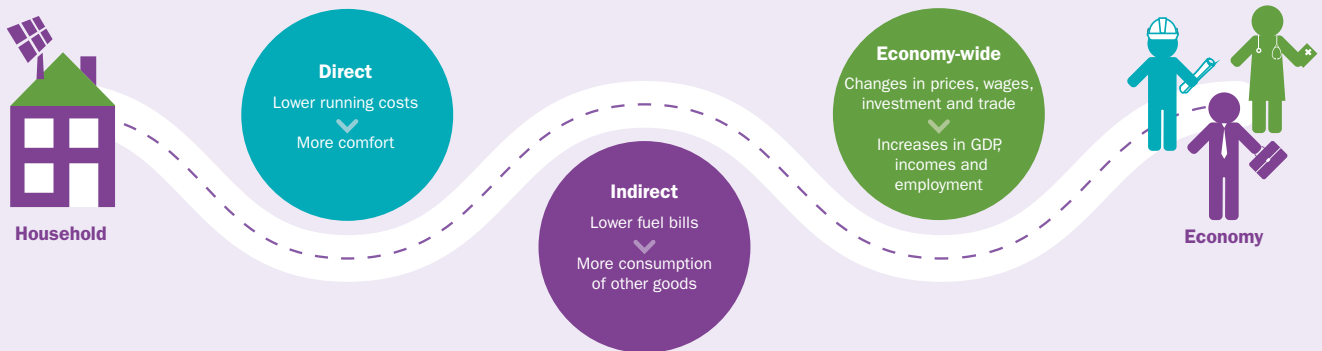 Household
Direct
Lower running costs
More comfort
Indirect
Lower fuel bills
More consumption
of other goods
Economy-wide
Changes in prices, wages,
investment and trade
Increases in GDP,
incomes and
employment
Economy